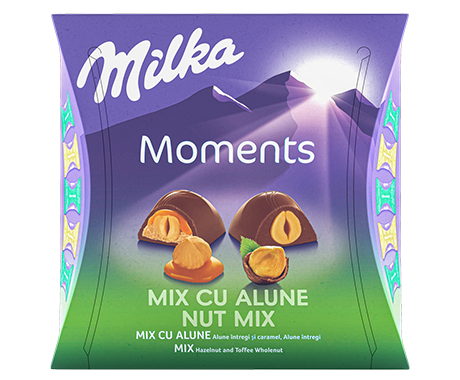 Milka
Moments
MIX CU ALUNE
NUT MIX
MIX CU ALUNE Alune întregi și caramel, Alune întregi
MIX Hazelnut and Toffee Wholenut